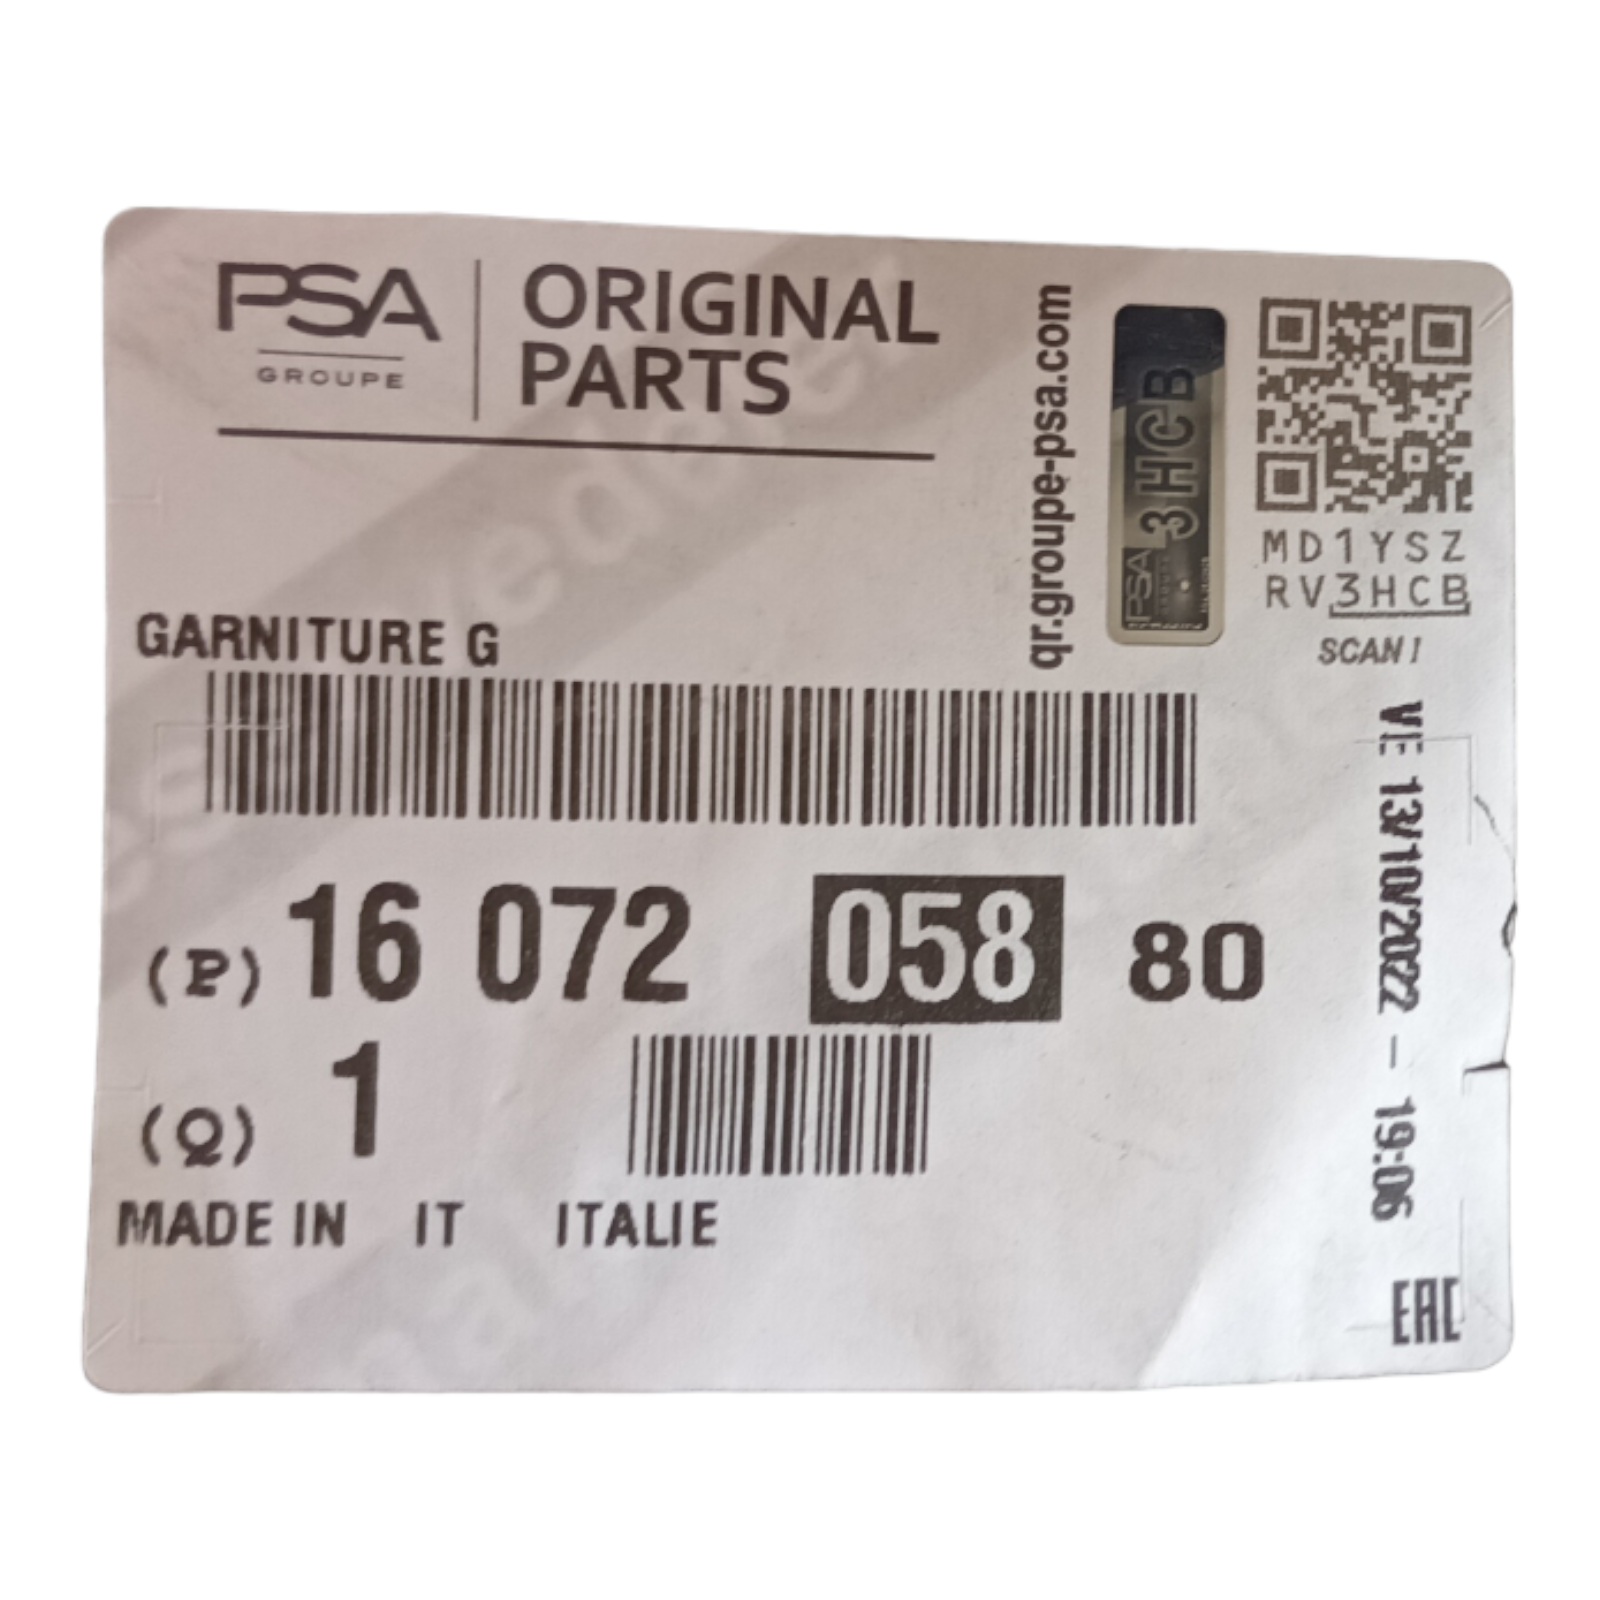 PSA
GROUPE
ORIGINAL
PARTS
qr.groupe-psa.com
3HCB
PSA
GROUPE
MD1YSZ
RV3HCB
SCAN !
GARNITURE G
(P) 16 072 058 80
(Q) 1
MADE IN IT ITALIE
VE 13/10/2022 - 19:06
EAC